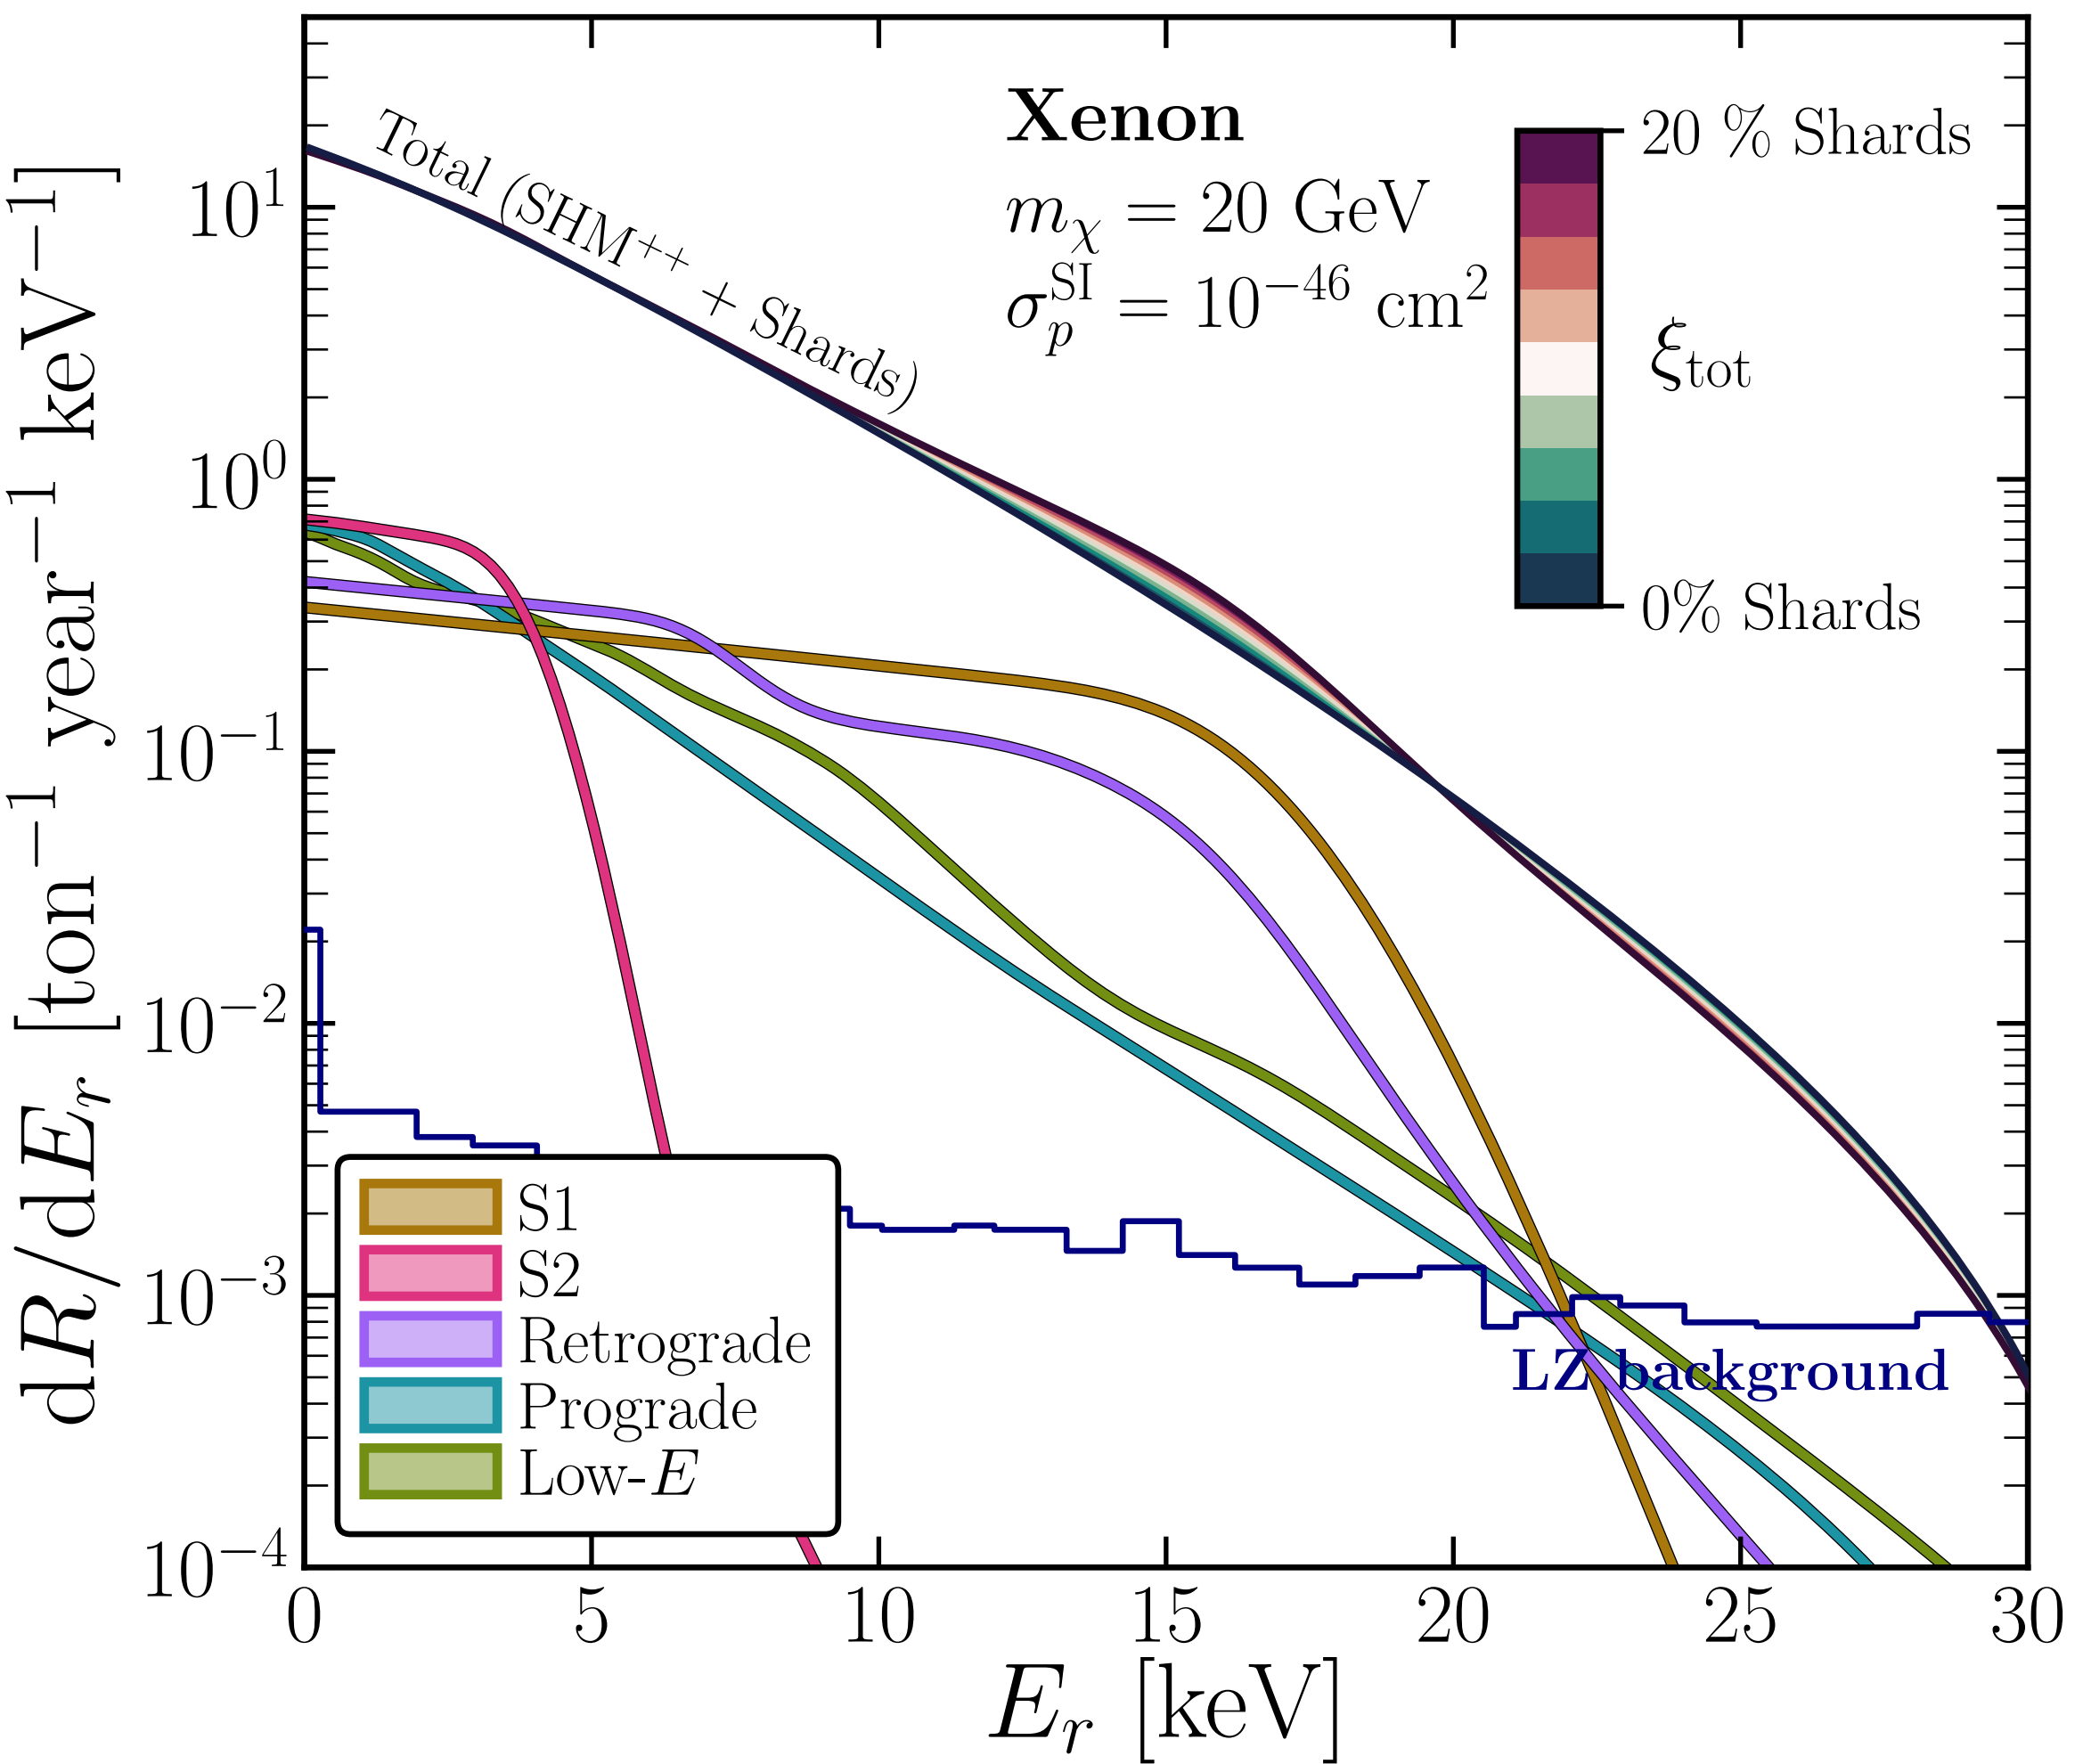 dR/dE_r [ton^−1 year^−1 keV^−1]
10^1
10^0
10^−1
10^−2
10^−3
10^−4
Total (SHM^++ + Shards)
Xenon
m_χ = 20 GeV
σ_p^SI = 10^−46 cm^2
20 % Shards
ξ_tot
0% Shards
S1
S2
Retrograde
Prograde
Low-E
LZ background
0 5 10 15 20 25 30
E_r [keV]